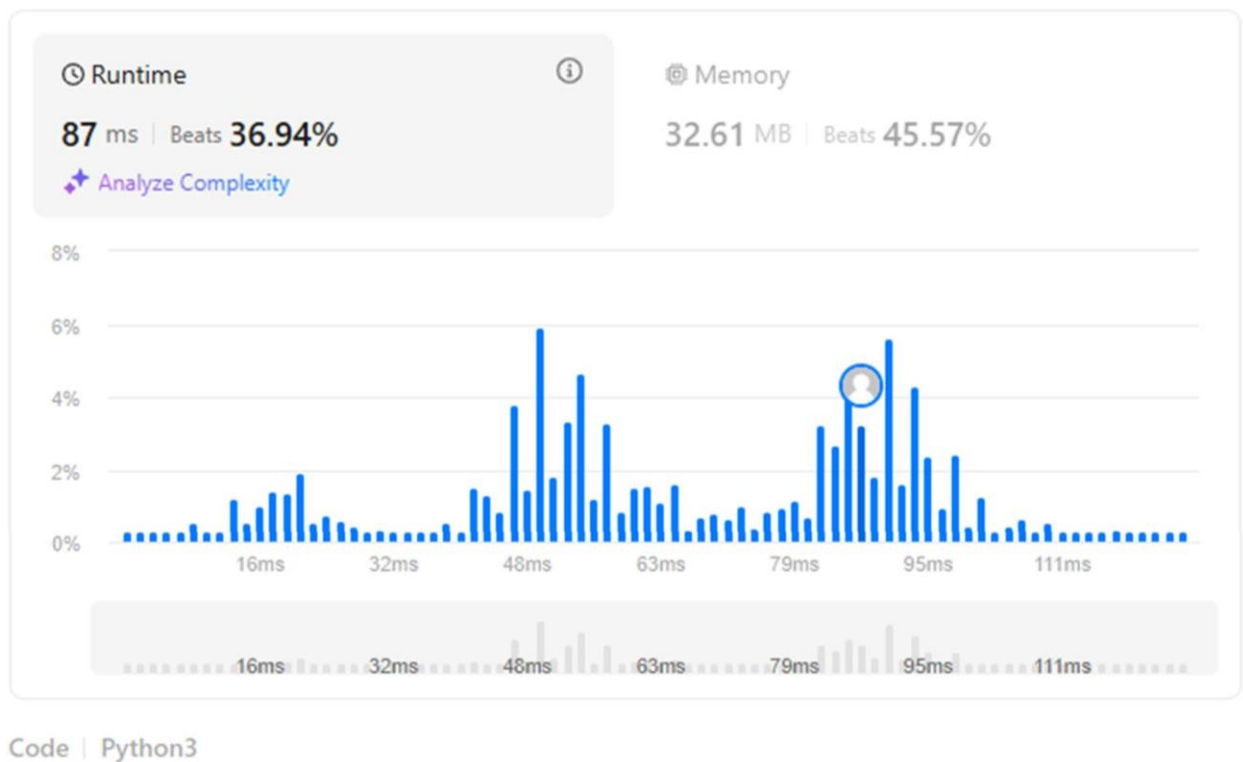 Runtime
87 ms | Beats 36.94%
Analyze Complexity
Memory
32.61 MB | Beats 45.57%
8%
6%
4%
2%
0%
16ms 32ms 48ms 63ms 79ms 95ms 111ms
16ms 32ms 48ms 63ms 79ms 95ms 111ms
Code | Python3